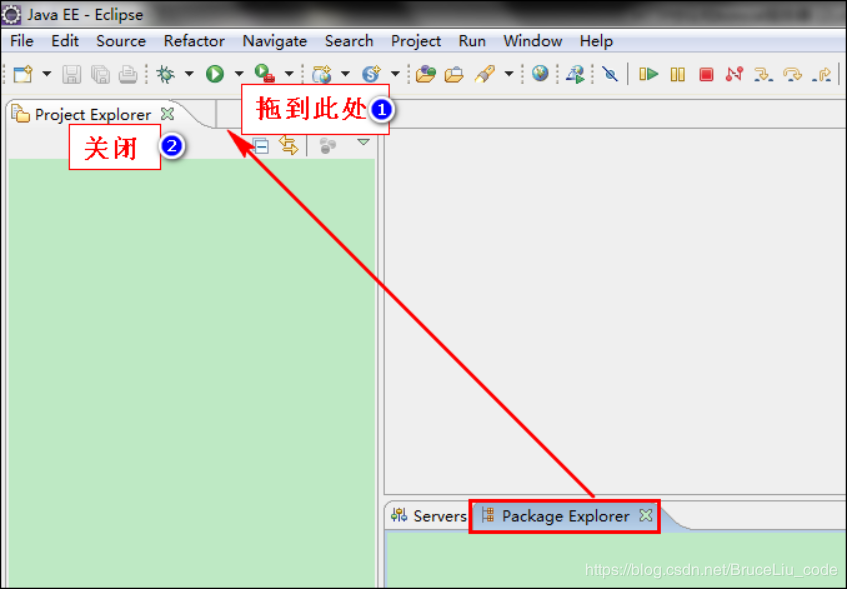 Java EE - Eclipse
File Edit Source Refactor Navigate Search Project Run Window Help
Project Explorer
拖到此处 1
关闭 2
Servers Package Explorer
https://blog.csdn.net/BruceLiu_code